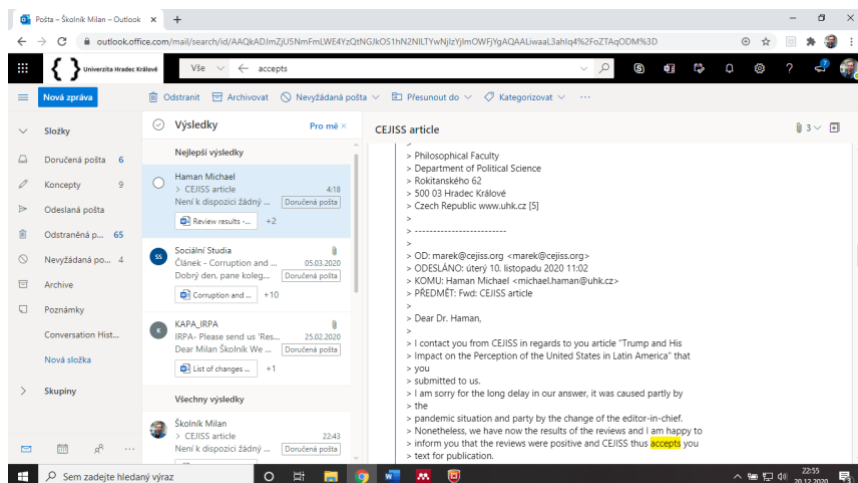 Pošta – Školník Milan – Outlook
outlook.office.com/mail/search/id/
Univerzita Hradec Králové
Vše
accepts
Nová zpráva
Odstranit
Archivovat
Nevyžádaná pošta
Přesunout do
Kategorizovat
Složky
Doručená pošta 6
Koncepty 9
Odeslaná pošta
Odstraněná p... 65
Nevyžádaná po... 4
Archive
Poznámky
Conversation Hist...
Nová složka
Skupiny
Výsledky
Pro mě
Nejlepší výsledky
Haman Michael
> CEJISS article 4:18
Není k dispozici žádný ... Doručená pošta
Review results -... +2
SS
Sociální Studia
Článek - Corruption and ... 05.03.2020
Dobrý den, pane koleg... Doručená pošta
Corruption and ... +10
K
KAPA_IRPA
IRPA- Please send us 'Res... 25.02.2020
Dear Milan Školník We ... Doručená pošta
List of changes ... +1
Všechny výsledky
Školník Milan
> CEJISS article 22:43
Není k dispozici žádný ... Doručená pošta
CEJISS article
3
>
> Philosophical Faculty
> Department of Political Science
> Rokitanského 62
> 500 03 Hradec Králové
> Czech Republic www.uhk.cz [5]
>
> -------------------------
>
> OD: marek@cejiss.org <marek@cejiss.org>
> ODESLÁNO: úterý 10. listopadu 2020 11:02
> KOMU: Haman Michael <michael.haman@uhk.cz>
> PŘEDMĚT: Fwd: CEJISS article
>
> Dear Dr. Haman,
>
> I contact you from CEJISS in regards to you article "Trump and His
> Impact on the Perception of the United States in Latin America" that
> you
> submitted to us.
> I am sorry for the long delay in our answer, it was caused partly by
> the
> pandemic situation and party by the change of the editor-in-chief.
> Nonetheless, we have now the results of the reviews and I am happy to
> inform you that the reviews were positive and CEJISS thus accepts you
> text for publication.
Sem zadejte hledaný výraz
22:55
20.12.2020